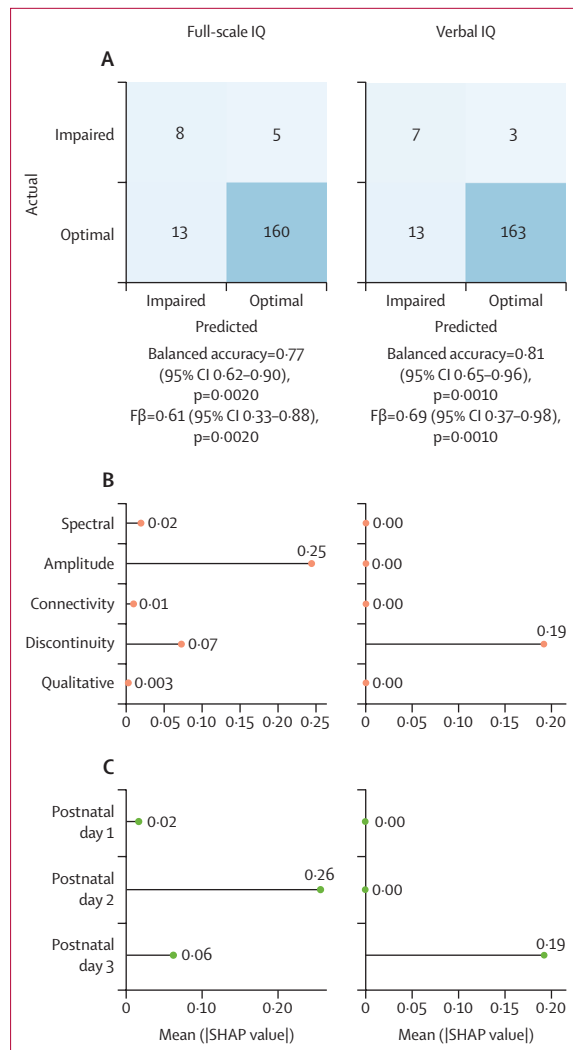 Full-scale IQ
Verbal IQ
A
Actual
Impaired
8
5
7
3
Optimal
13
160
13
163
Impaired
Optimal
Impaired
Optimal
Predicted
Predicted
Balanced accuracy=0·77
(95% CI 0·62–0·90),
p=0·0020
Fβ=0·61 (95% CI 0·33–0·88),
p=0·0020
Balanced accuracy=0·81
(95% CI 0·65–0·96),
p=0·0010
Fβ=0·69 (95% CI 0·37–0·98),
p=0·0010
B
Spectral
0·02
0·00
Amplitude
0·25
0·00
Connectivity
0·01
0·00
Discontinuity
0·07
0·19
Qualitative
0·003
0·00
0 0·05 0·10 0·15 0·20 0·25
0 0·05 0·10 0·15 0·20
C
Postnatal
day 1
0·02
0·00
Postnatal
day 2
0·26
0·00
Postnatal
day 3
0·06
0·19
0 0·10 0·20
0 0·05 0·10 0·15 0·20
Mean (|SHAP value|)
Mean (|SHAP value|)